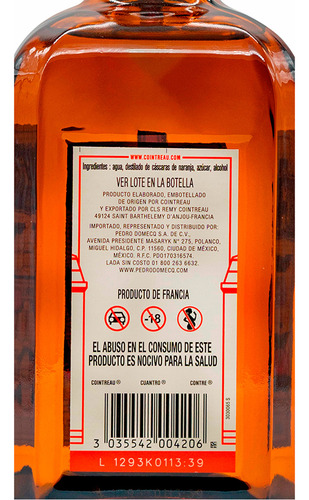 WWW.COINTREAU.COM
Ingredientes : agua, destilado de cáscaras de naranja, azúcar, alcohol
VER LOTE EN LA BOTELLA
PRODUCTO ELABORADO, EMBOTELLADO
DE ORIGEN POR COINTREAU
Y EXPORTADO POR CLS REMY COINTREAU
49124 SAINT BARTHELEMY D'ANJOU-FRANCIA
IMPORTADO, REPRESENTADO Y DISTRIBUIDO POR:
PEDRO DOMECQ S.A. DE C.V.,
AVENIDA PRESIDENTE MASARYK N° 275, POLANCO,
MIGUEL HIDALGO, C.P. 11560, CIUDAD DE MÉXICO,
MÉXICO. R.F.C. PDO170316574.
LADA SIN COSTO 01 800 263 6632.
WWW.PEDRODOMECQ.COM
PRODUCTO DE FRANCIA
-18
EL ABUSO EN EL CONSUMO DE ESTE
PRODUCTO ES NOCIVO PARA LA SALUD
COINTREAU® CUANTRO® CONTRE®
3030065 S
3 035542 004206
L 1293K0113:39